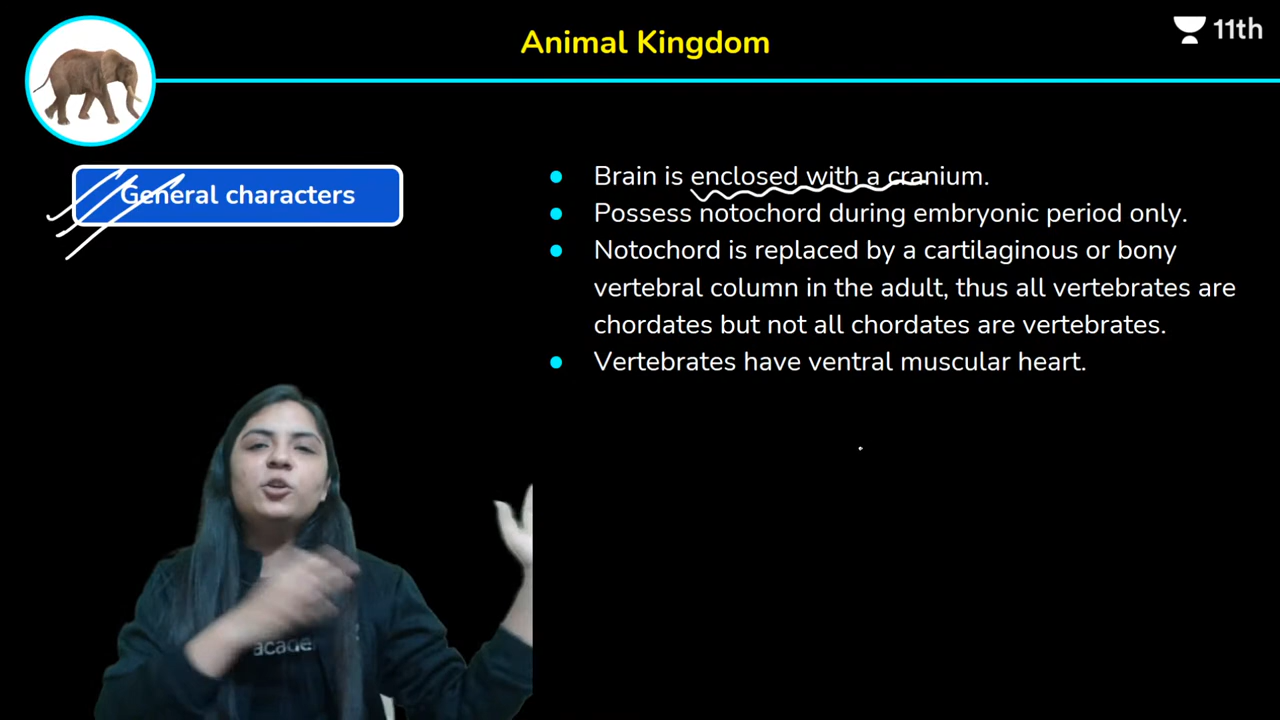 Animal Kingdom
11th
General characters
● Brain is enclosed with a cranium.
● Possess notochord during embryonic period only.
● Notochord is replaced by a cartilaginous or bony
vertebral column in the adult, thus all vertebrates are
chordates but not all chordates are vertebrates.
● Vertebrates have ventral muscular heart.